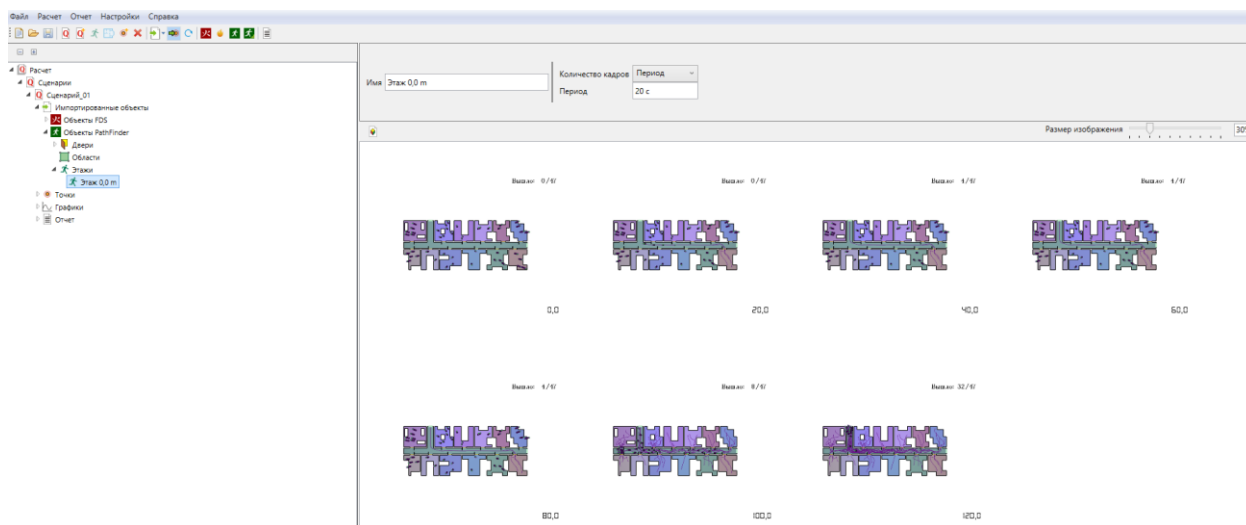 Файл Расчет Отчет Настройки Справка
Расчет
Сценарии
Сценарий_01
Импортированные объекты
Объекты FDS
Объекты PathFinder
Двери
Области
Этажи
Этаж 0,0 m
Точки
Графики
Отчет
Имя Этаж 0,0 m
Количество кадров Период
Период 20 с
Размер изображения 30%
0,0 20,0 40,0 60,0
80,0 100,0 120,0